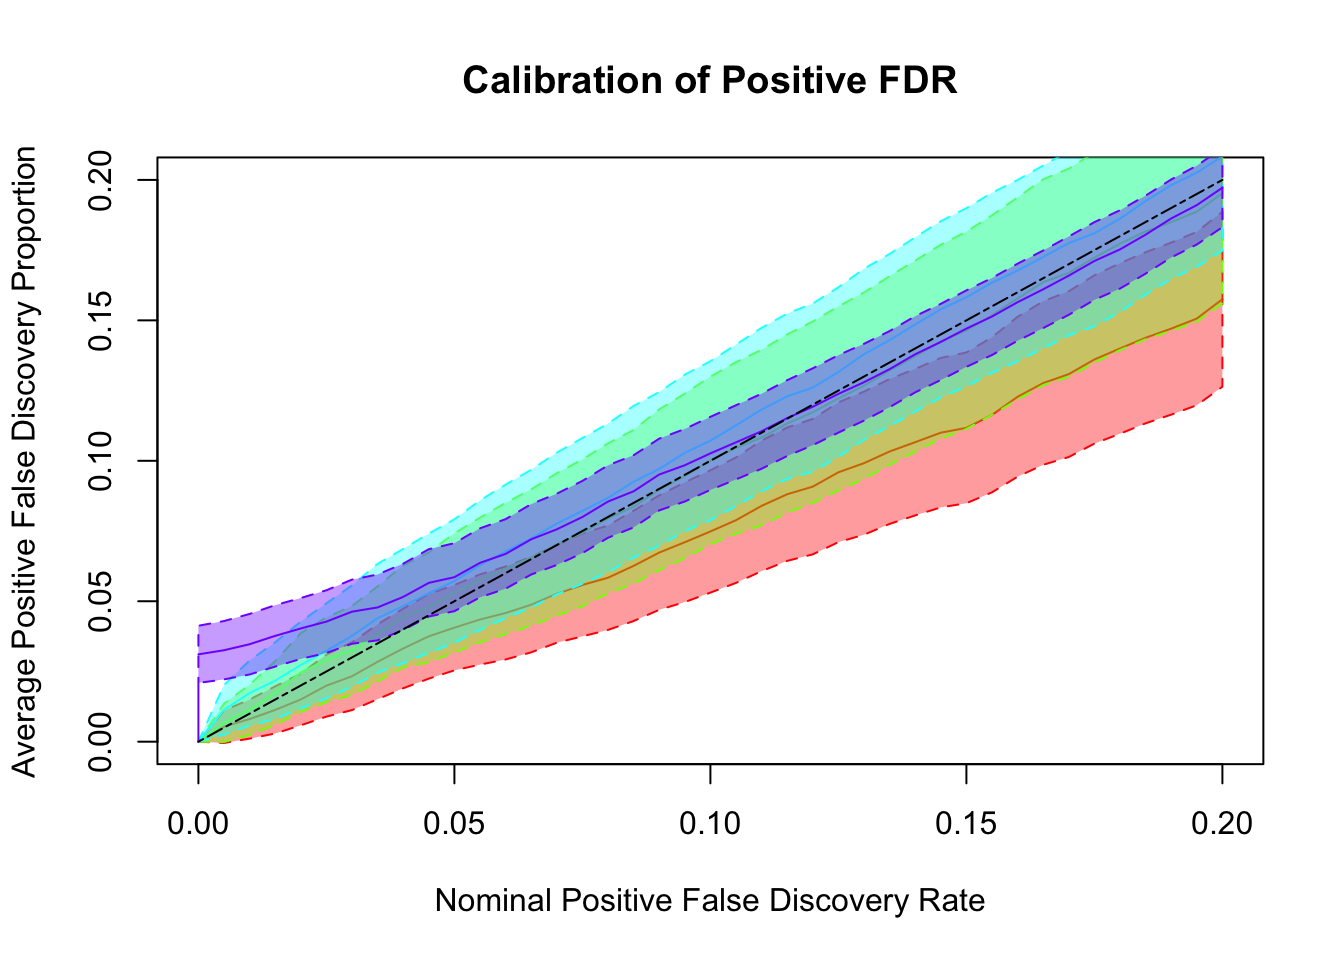 Calibration of Positive FDR
Average Positive False Discovery Proportion
0.20
0.15
0.10
0.05
0.00
0.00 0.05 0.10 0.15 0.20
Nominal Positive False Discovery Rate